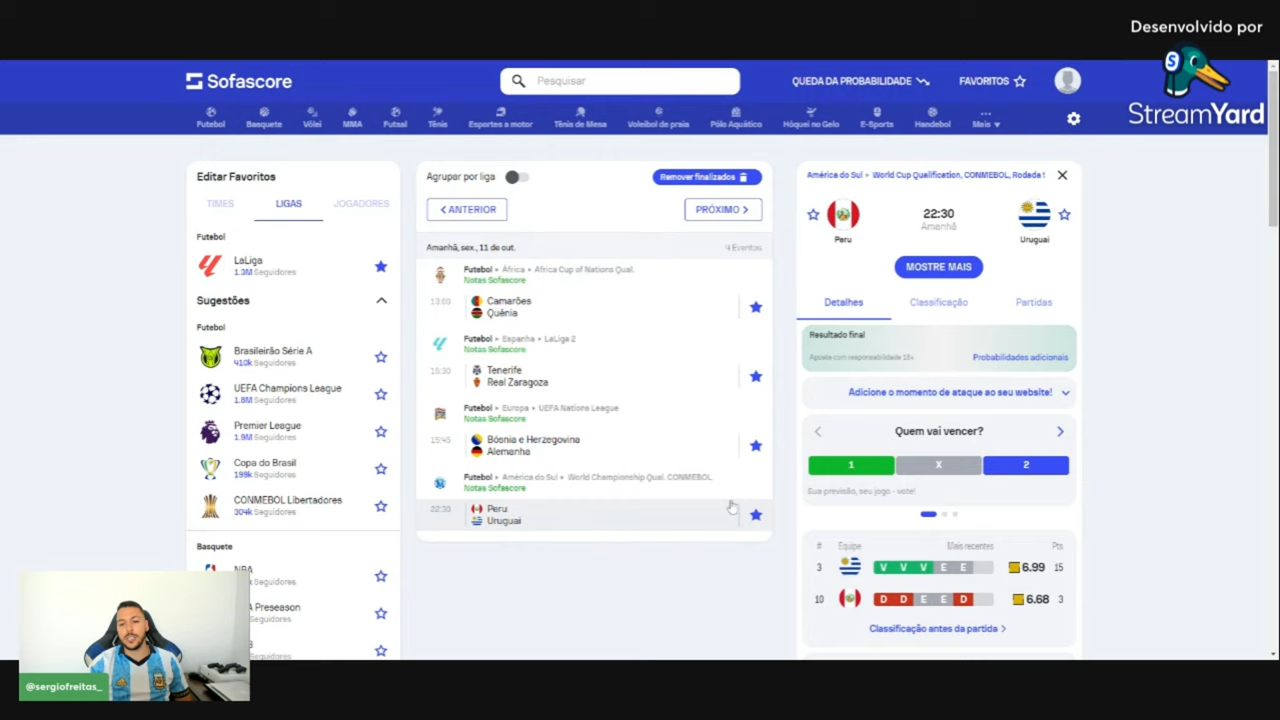 Desenvolvido por
StreamYard
Sofascore
Pesquisar
QUEDA DA PROBABILIDADE
FAVORITOS
Futebol
Basquete
Vôlei
MMA
Futsal
Tênis
Esportes a motor
Tênis de Mesa
Voleibol de praia
Pólo Aquático
Hóquei no Gelo
E-Sports
Handebol
Mais
Editar Favoritos
TIMES
LIGAS
JOGADORES
Futebol
LaLiga
1.3M Seguidores
Sugestões
Futebol
Brasileirão Série A
410k Seguidores
UEFA Champions League
1.8M Seguidores
Premier League
1.9M Seguidores
Copa do Brasil
199k Seguidores
CONMEBOL Libertadores
304k Seguidores
Basquete
NBA
Seguidores
A Preseason
Seguidores
Seguidores
@sergiofreitas_
Agrupar por liga
Remover finalizados
ANTERIOR
PRÓXIMO
Amanhã, sex., 11 de out.
4 Eventos
Futebol África Africa Cup of Nations Qual.
Notas Sofascore
13:00
Camarões
Quênia
Futebol Espanha LaLiga 2
Notas Sofascore
15:30
Tenerife
Real Zaragoza
Futebol Europa UEFA Nations League
Notas Sofascore
15:45
Bósnia e Herzegovina
Alemanha
Futebol América do Sul World Championship Qual. CONMEBOL
Notas Sofascore
22:30
Peru
Uruguai
América do Sul World Cup Qualification, CONMEBOL, Rodada
22:30
Amanhã
Peru
Uruguai
MOSTRE MAIS
Detalhes
Classificação
Partidas
Resultado final
Aposte com responsabilidade 18+
Probabilidades adicionais
Adicione o momento de ataque ao seu website!
Quem vai vencer?
1
X
2
Sua previsão, seu jogo - vote!
# Equipe Mais recentes Pts
3 V V V E E 6.99 15
10 D D E E D 6.68 3
Classificação antes da partida